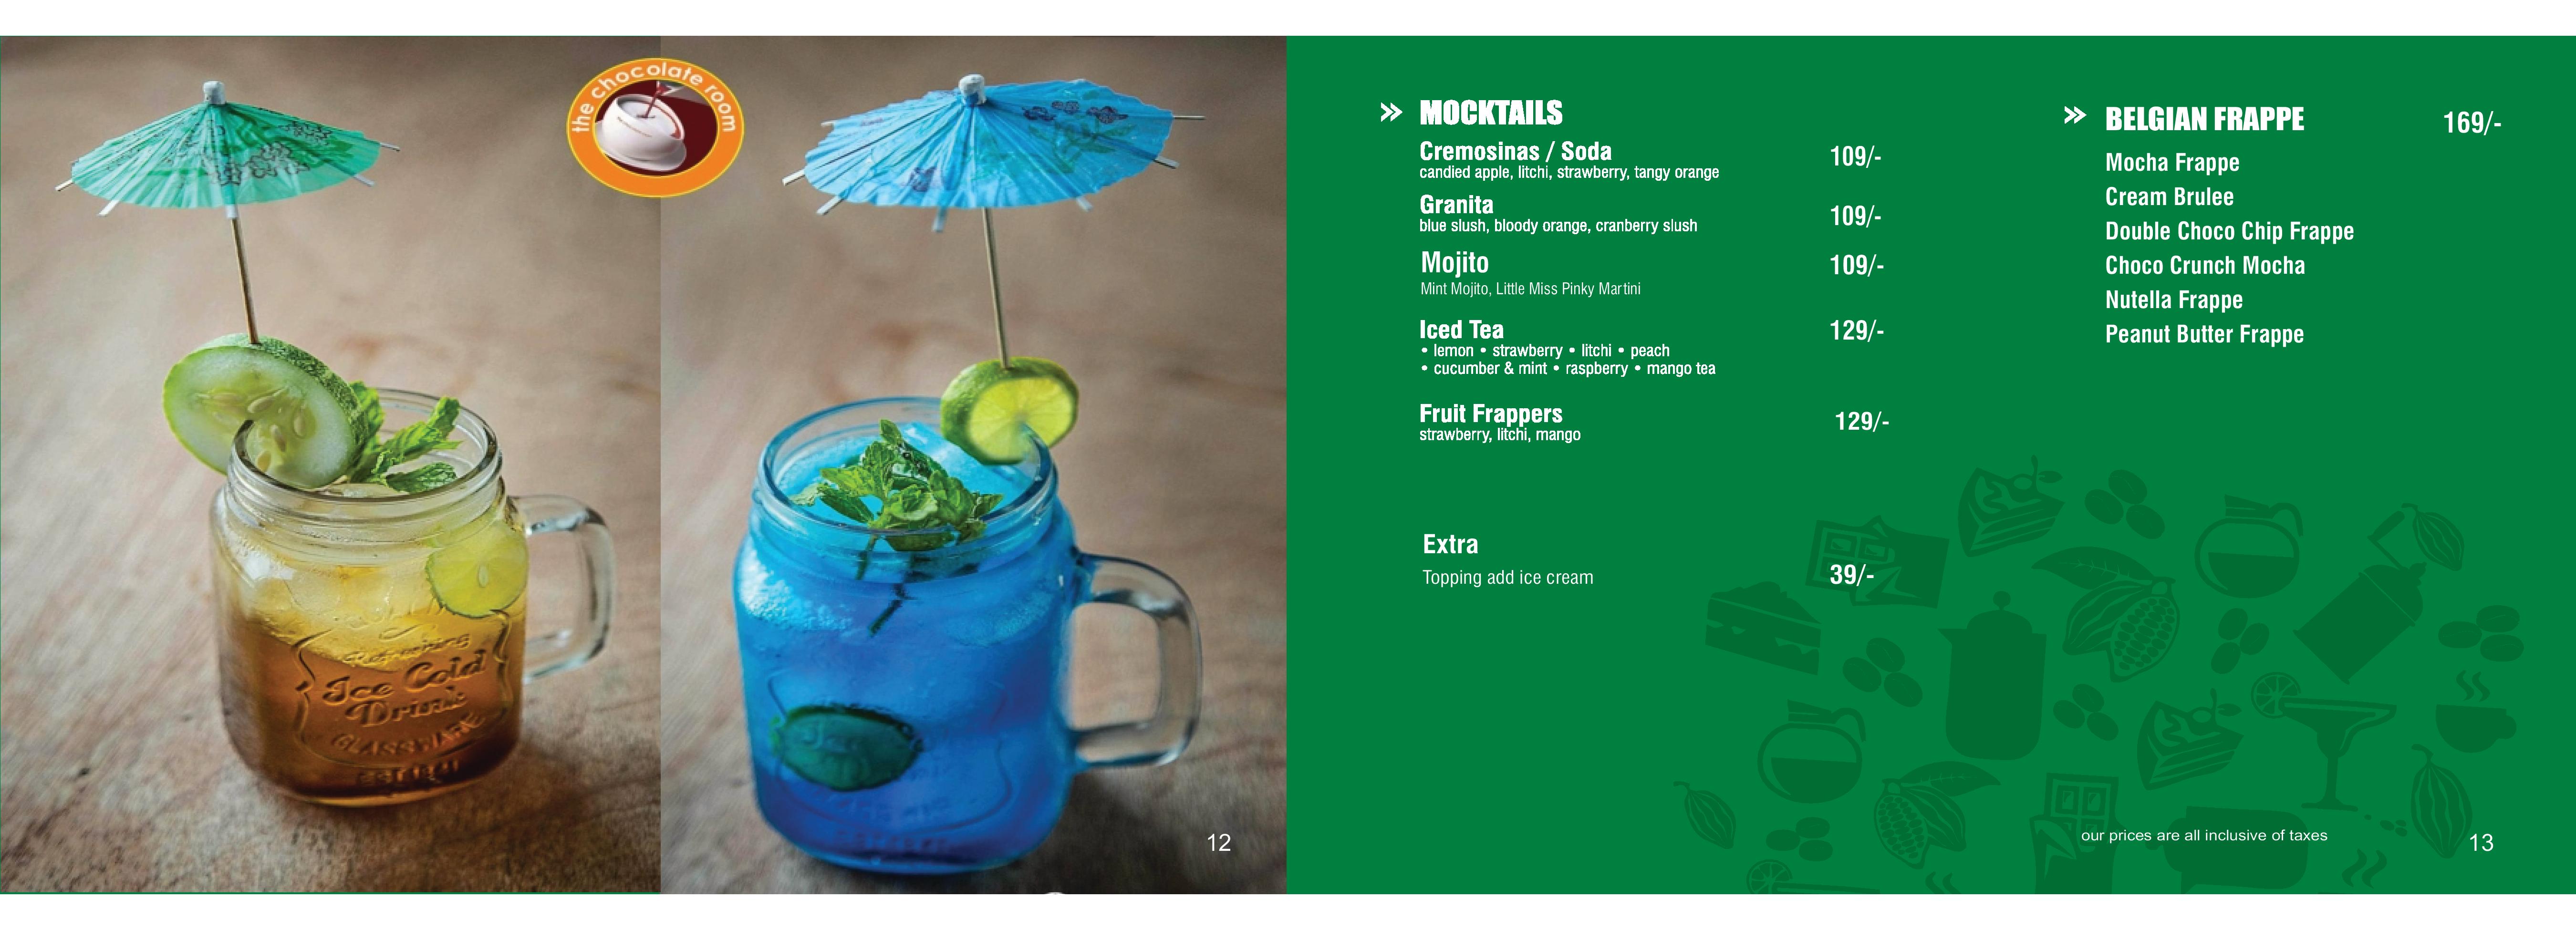 the chocolate room
Ice Cold
Drink
GLASSWARE
12
» MOCKTAILS
Cremosinas / Soda 109/-
candied apple, litchi, strawberry, tangy orange
Granita 109/-
blue slush, bloody orange, cranberry slush
Mojito 109/-
Mint Mojito, Little Miss Pinky Martini
Iced Tea 129/-
• lemon • strawberry • litchi • peach
• cucumber & mint • raspberry • mango tea
Fruit Frappers 129/-
strawberry, litchi, mango
Extra
Topping add ice cream 39/-
» BELGIAN FRAPPE 169/-
Mocha Frappe
Cream Brulee
Double Choco Chip Frappe
Choco Crunch Mocha
Nutella Frappe
Peanut Butter Frappe
our prices are all inclusive of taxes
13